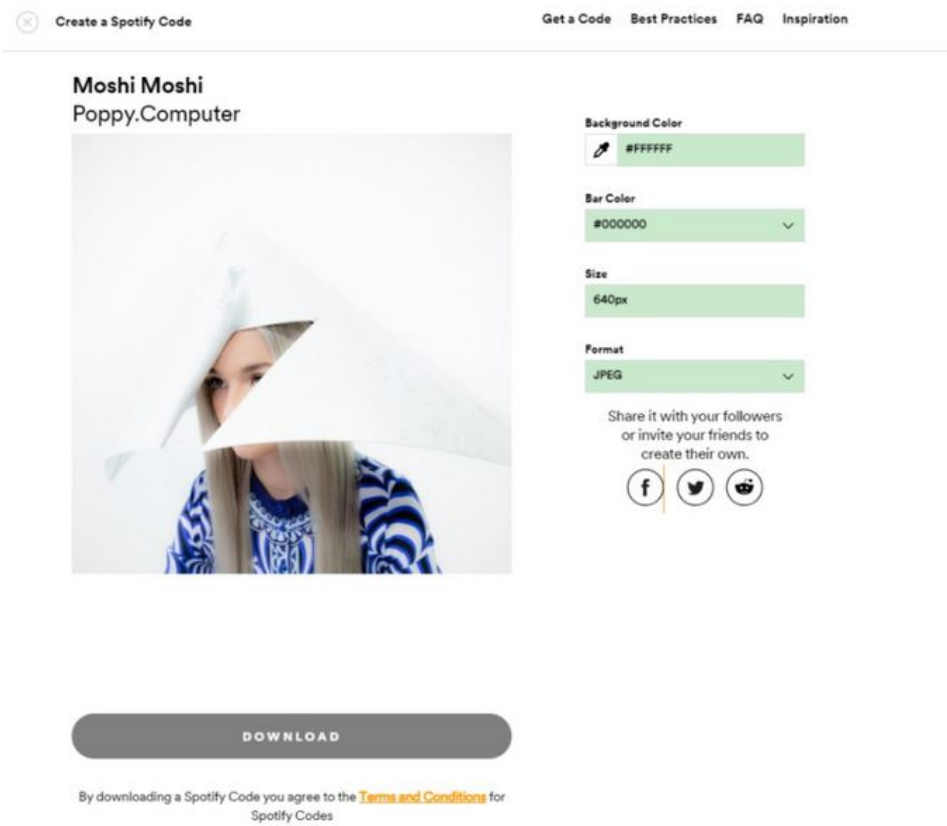 Create a Spotify Code
Get a Code Best Practices FAQ Inspiration
Moshi Moshi
Poppy.Computer
Background Color
#FFFFFF
Bar Color
#000000
Size
640px
Format
JPEG
Share it with your followers
or invite your friends to
create their own.
DOWNLOAD
By downloading a Spotify Code you agree to the Terms and Conditions for
Spotify Codes